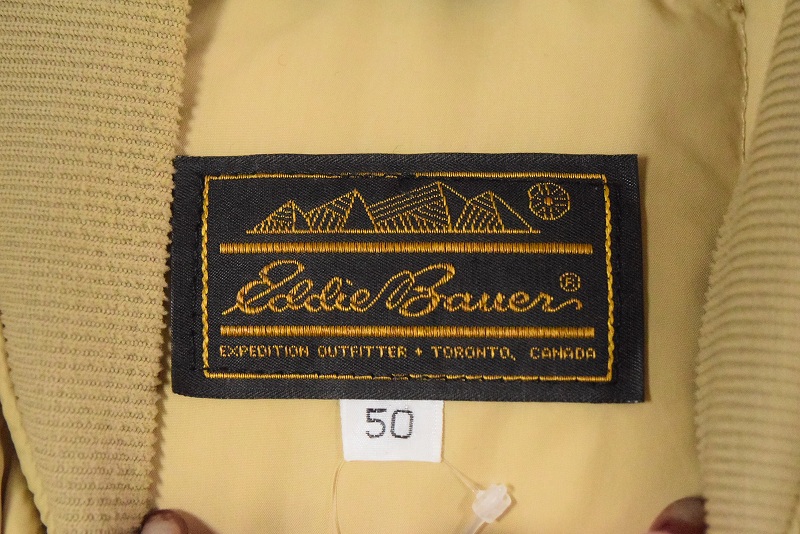 Eddie Bauer ®
EXPEDITION OUTFITTER + TORONTO, CANADA
50